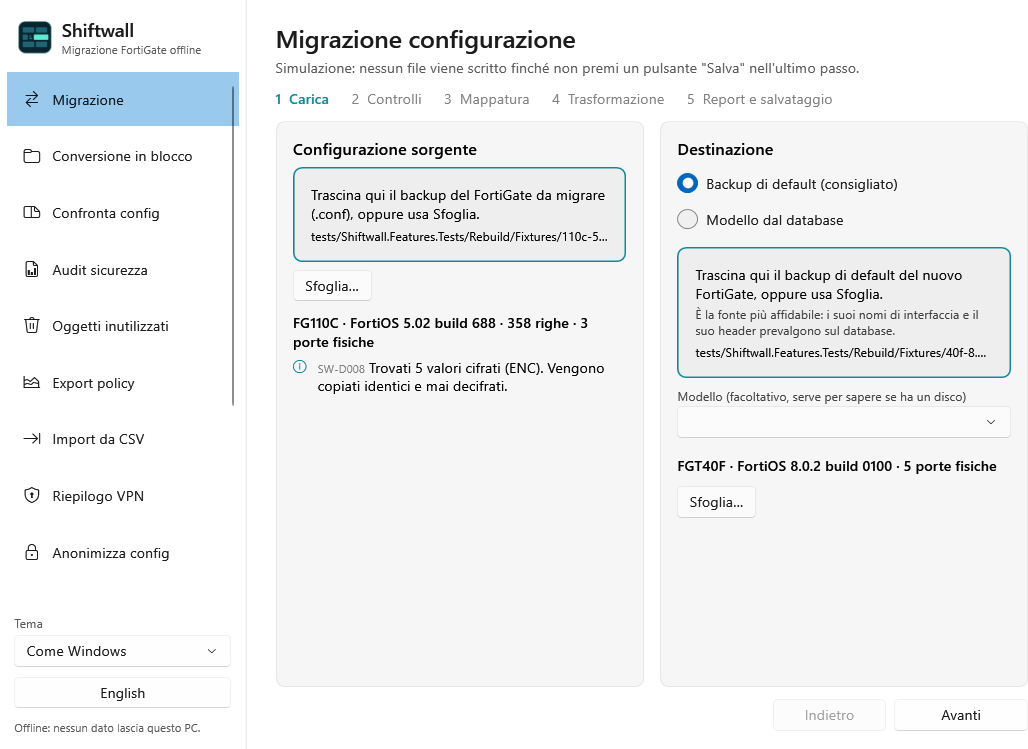 Shiftwall
Migrazione FortiGate offline
Migrazione
Conversione in blocco
Confronta config
Audit sicurezza
Oggetti inutilizzati
Export policy
Import da CSV
Riepilogo VPN
Anonimizza config
Tema
Come Windows
English
Offline: nessun dato lascia questo PC.
Migrazione configurazione
Simulazione: nessun file viene scritto finché non premi un pulsante "Salva" nell'ultimo passo.
1 Carica 2 Controlli 3 Mappatura 4 Trasformazione 5 Report e salvataggio
Configurazione sorgente
Trascina qui il backup del FortiGate da migrare
(.conf), oppure usa Sfoglia.
tests/Shiftwall.Features.Tests/Rebuild/Fixtures/110c-5...
Sfoglia...
FG110C · FortiOS 5.02 build 688 · 358 righe · 3
porte fisiche
SW-D008 Trovati 5 valori cifrati (ENC). Vengono
copiati identici e mai decifrati.
Destinazione
Backup di default (consigliato)
Modello dal database
Trascina qui il backup di default del nuovo
FortiGate, oppure usa Sfoglia.
È la fonte più affidabile: i suoi nomi di interfaccia e il
suo header prevalgono sul database.
tests/Shiftwall.Features.Tests/Rebuild/Fixtures/40f-8....
Modello (facoltativo, serve per sapere se ha un disco)
FGT40F · FortiOS 8.0.2 build 0100 · 5 porte fisiche
Sfoglia...
Indietro
Avanti